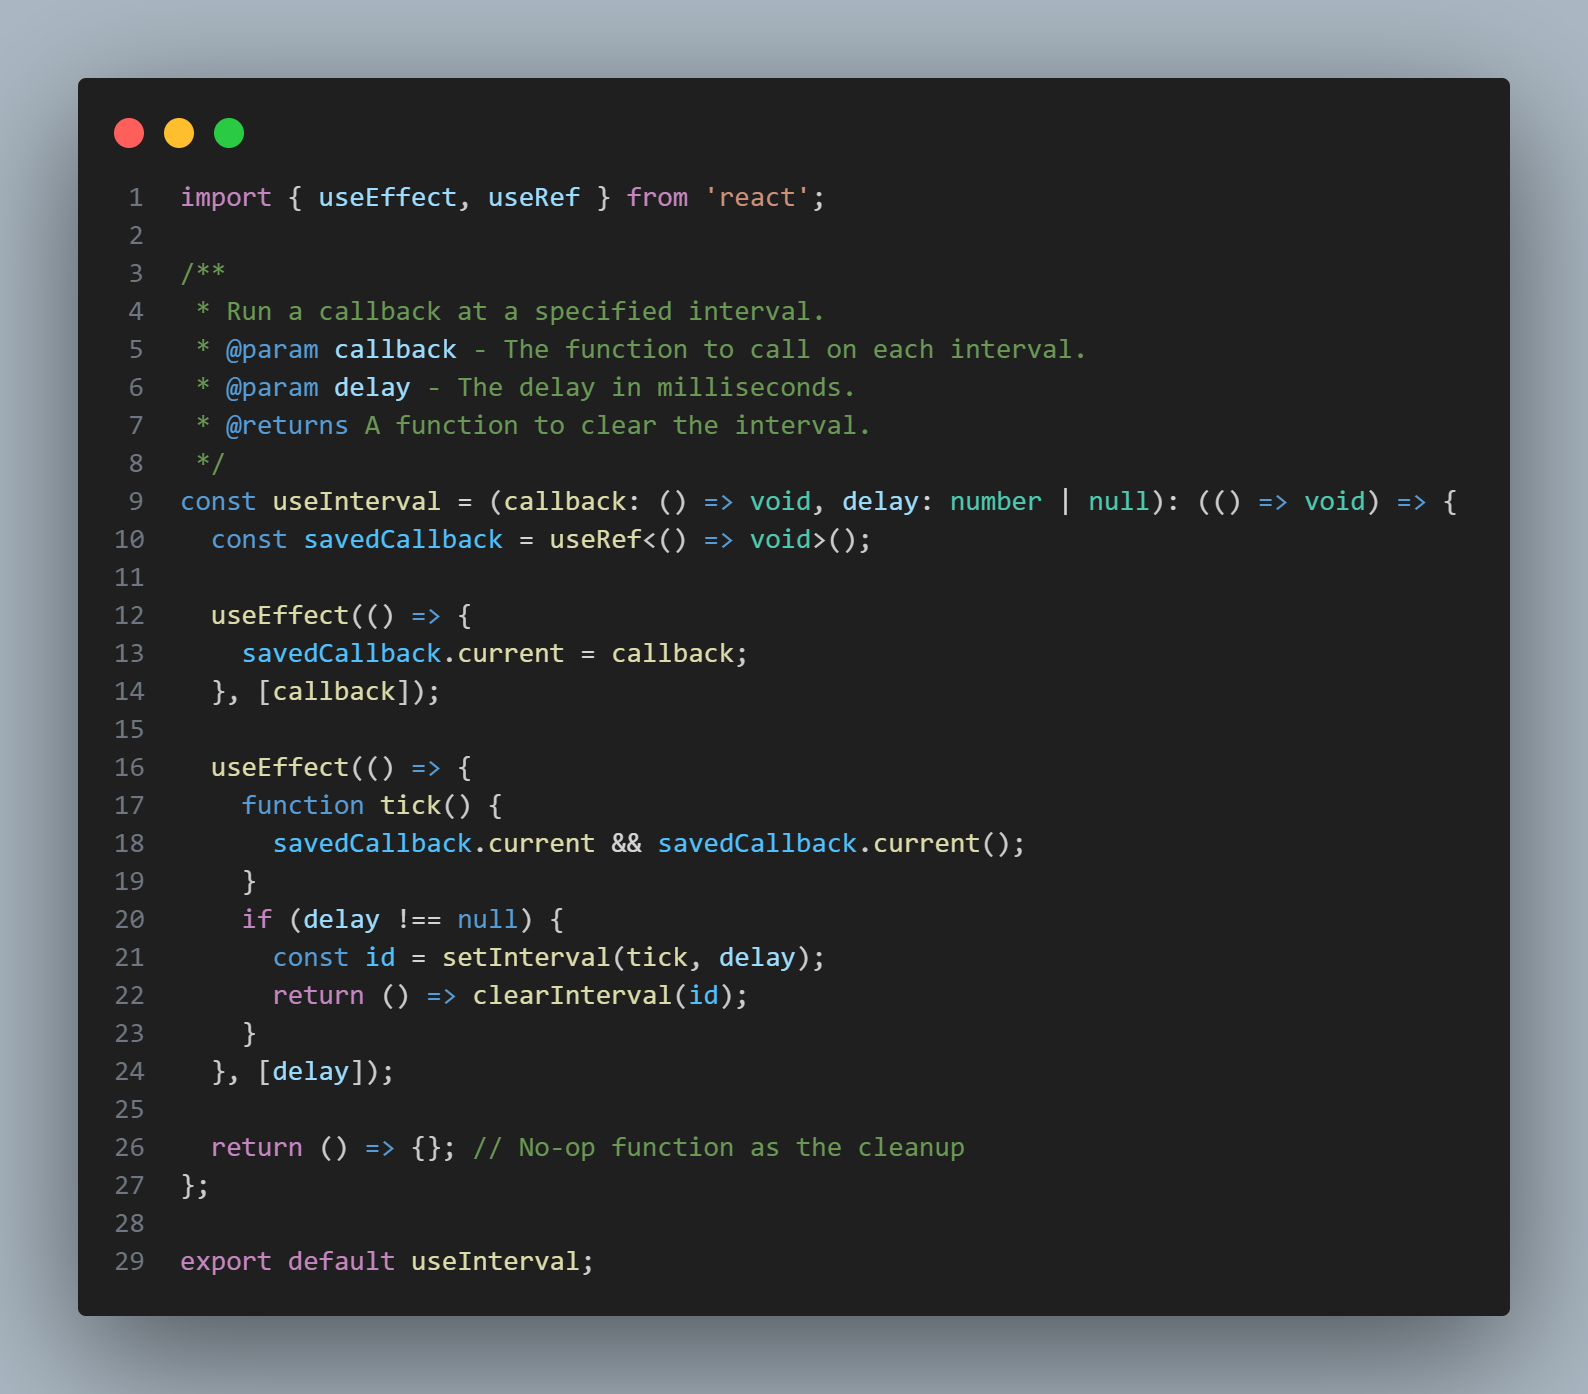 1 import { useEffect, useRef } from 'react';
2
3 /**
4  * Run a callback at a specified interval.
5  * @param callback - The function to call on each interval.
6  * @param delay - The delay in milliseconds.
7  * @returns A function to clear the interval.
8  */
9 const useInterval = (callback: () => void, delay: number | null): (() => void) => {
10   const savedCallback = useRef<() => void>();
11
12   useEffect(() => {
13     savedCallback.current = callback;
14   }, [callback]);
15
16   useEffect(() => {
17     function tick() {
18       savedCallback.current && savedCallback.current();
19     }
20     if (delay !== null) {
21       const id = setInterval(tick, delay);
22       return () => clearInterval(id);
23     }
24   }, [delay]);
25
26   return () => {}; // No-op function as the cleanup
27 };
28
29 export default useInterval;